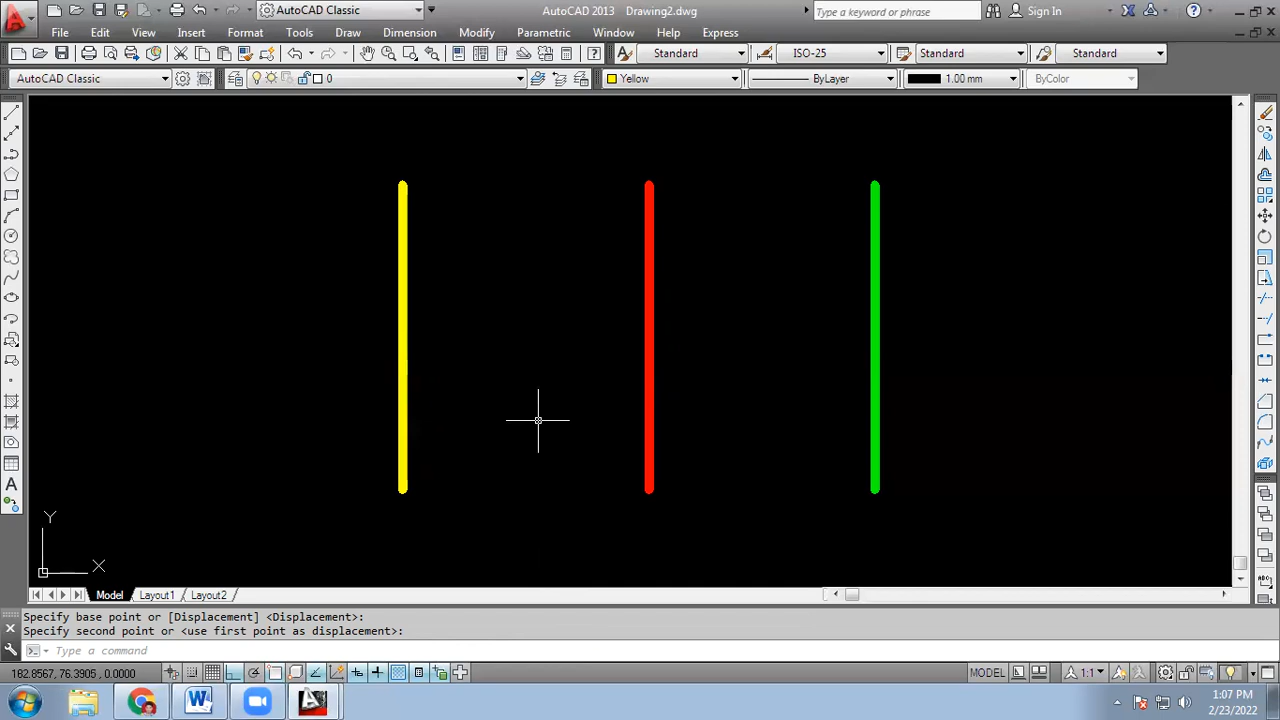 AutoCAD Classic
AutoCAD 2013 Drawing2.dwg
Type a keyword or phrase
Sign In
File Edit View Insert Format Tools Draw Dimension Modify Parametric Window Help Express
Standard ISO-25 Standard Standard
AutoCAD Classic 0 Yellow ByLayer 1.00 mm ByColor
Y
X
Model Layout1 Layout2
Specify base point or [Displacement] <Displacement>:
Specify second point or <use first point as displacement>:
Type a command
182.8567, 76.3905, 0.0000 MODEL 1:1
1:07 PM
2/23/2022